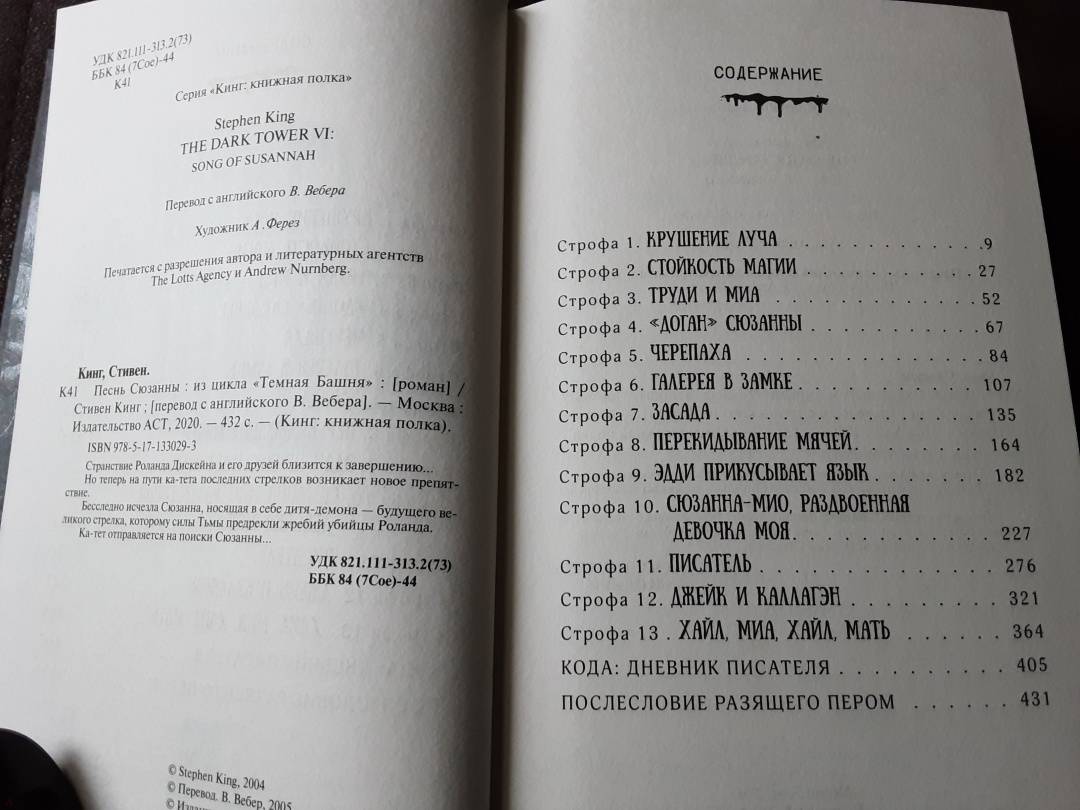 УДК 821.111-313.2(73)
ББК 84 (7Сое)-44
К41
Серия «Кинг: книжная полка»
Stephen King
THE DARK TOWER VI:
SONG OF SUSANNAH
Перевод с английского В. Вебера
Художник А .Ферез
Печатается с разрешения автора и литературных агентств
The Lotts Agency и Andrew Nurnberg.
Кинг, Стивен.
К41 Песнь Сюзанны : из цикла «Темная Башня» : [роман] /
Стивен Кинг ; [перевод с английского В. Вебера]. — Москва :
Издательство АСТ, 2020. — 432 с. — (Кинг: книжная полка).
ISBN 978-5-17-133029-3
Странствие Роланда Дискейна и его друзей близится к завершению...
Но теперь на пути ка-тета последних стрелков возникает новое препят-
ствие.
Бесследно исчезла Сюзанна, носящая в себе дитя-демона — будущего ве-
ликого стрелка, которому силы Тьмы предрекли жребий убийцы Роланда.
Ка-тет отправляется на поиски Сюзанны...
УДК 821.111-313.2(73)
ББК 84 (7Сое)-44
© Stephen King, 2004
© Перевод. В. Вебер, 2005
СОДЕРЖАНИЕ
Строфа 1. КРУШЕНИЕ ЛУЧА . . . . . . . . . . . . . .9
Строфа 2. СТОЙКОСТЬ МАГИИ . . . . . . . . . . . . . 27
Строфа 3. ТРУДИ И МИА . . . . . . . . . . . . . . . 52
Строфа 4. «ДОГАН» СЮЗАННЫ . . . . . . . . . . . . . 67
Строфа 5. ЧЕРЕПАХА . . . . . . . . . . . . . . . . . 84
Строфа 6. ГАЛЕРЕЯ В ЗАМКЕ . . . . . . . . . . . . . 107
Строфа 7. ЗАСАДА . . . . . . . . . . . . . . . . . . 135
Строфа 8. ПЕРЕКИДЫВАНИЕ МЯЧЕЙ . . . . . . . . . . 164
Строфа 9. ЭДДИ ПРИКУСЫВАЕТ ЯЗЫК . . . . . . . . . 182
Строфа 10. СЮЗАННА-МИО, РАЗДВОЕННАЯ
ДЕВОЧКА МОЯ. . . . . . . . . . . . . . . 227
Строфа 11. ПИСАТЕЛЬ . . . . . . . . . . . . . . . . 276
Строфа 12. ДЖЕЙК И КАЛЛАГЭН . . . . . . . . . . . 321
Строфа 13 . ХАЙЛ, МИА, ХАЙЛ, МАТЬ . . . . . . . . 364
КОДА: ДНЕВНИК ПИСАТЕЛЯ . . . . . . . . . . . 405
ПОСЛЕСЛОВИЕ РАЗЯЩЕГО ПЕРОМ . . . . . . . 431